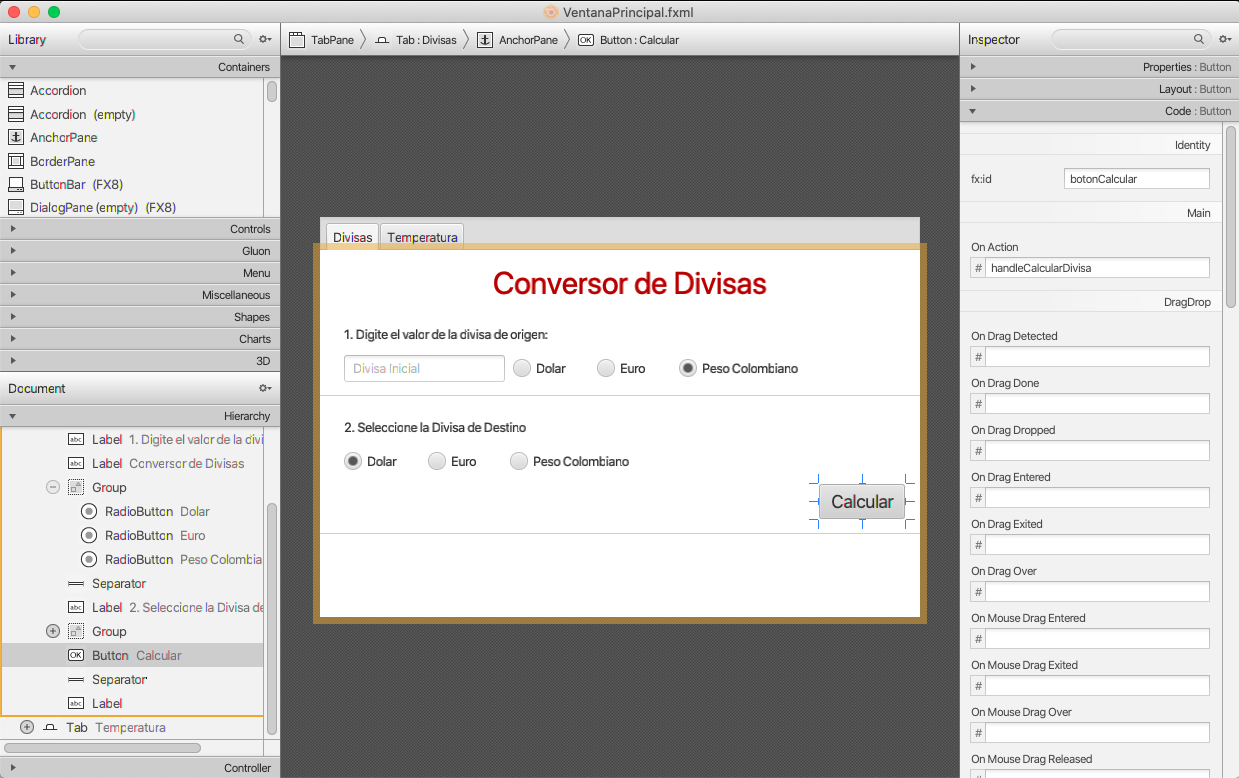 VentanaPrincipal.fxml
Library
Containers
Accordion
Accordion (empty)
AnchorPane
BorderPane
ButtonBar (FX8)
DialogPane (empty) (FX8)
Controls
Gluon
Menu
Miscellaneous
Shapes
Charts
3D
Document
Hierarchy
abc Label 1. Digite el valor de la divi
abc Label Conversor de Divisas
Group
RadioButton Dolar
RadioButton Euro
RadioButton Peso Colombia
Separator
abc Label 2. Seleccione la Divisa de
Group
OK Button Calcular
Separator
abc Label
Tab Temperatura
Controller
TabPane Tab : Divisas AnchorPane OK Button : Calcular
Divisas Temperatura
Conversor de Divisas
1. Digite el valor de la divisa de origen:
Divisa Inicial Dolar Euro Peso Colombiano
2. Seleccione la Divisa de Destino
Dolar Euro Peso Colombiano
Calcular
Inspector
Properties : Button
Layout : Button
Code : Button
Identity
fx:id botonCalcular
Main
On Action
# handleCalcularDivisa
DragDrop
On Drag Detected
#
On Drag Done
#
On Drag Dropped
#
On Drag Entered
#
On Drag Exited
#
On Drag Over
#
On Mouse Drag Entered
#
On Mouse Drag Exited
#
On Mouse Drag Over
#
On Mouse Drag Released